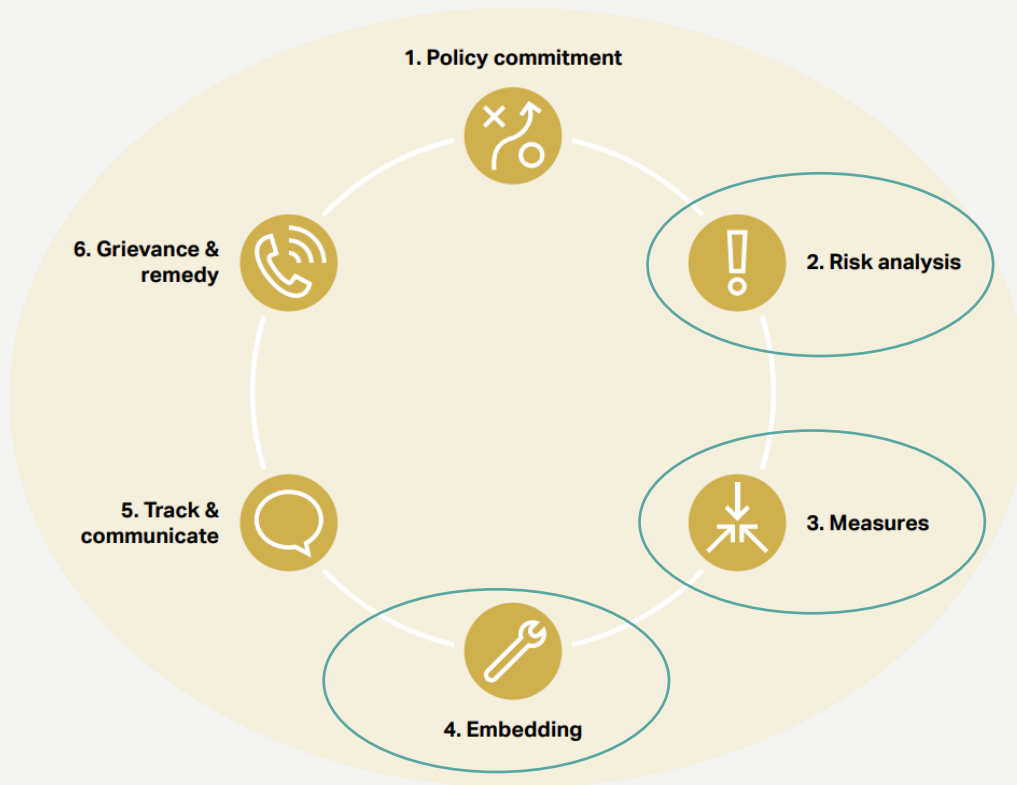 1. Policy commitment
2. Risk analysis
3. Measures
4. Embedding
5. Track &
communicate
6. Grievance &
remedy